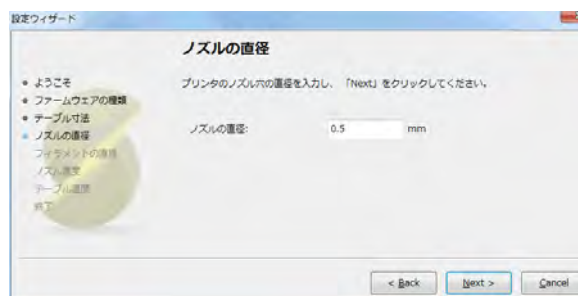 設定ウィザード
ノズルの直径
ようこそ
ファームウェアの種類
テーブル寸法
ノズルの直径
フィラメントの直径
ノズル温度
テーブル温度
終了
プリンタのノズル穴の直径を入力し、「Next」をクリックしてください。
ノズルの直径: 0.5 mm
< Back Next > Cancel